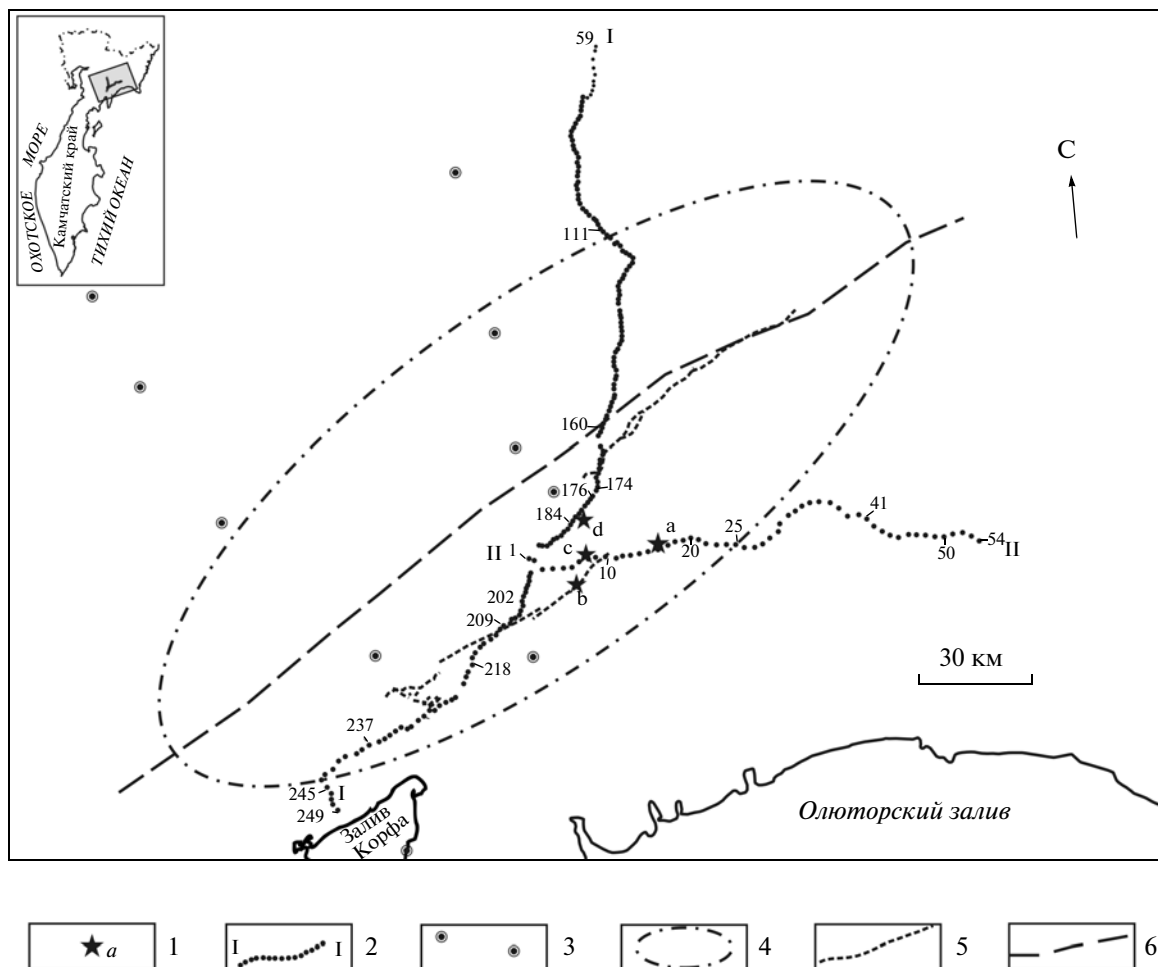 59 I
ОХОТСКОЕ МОРЕ
Камчатский край
ТИХИЙ ОКЕАН
С
111
160
176
174
184
d
a
c
II 1
10
20
25
41
50
54 II
b
202
209
218
30 км
237
245 I
249
Залив
Корфа
Олюторский залив
a 1
I I 2
3
4
5
6